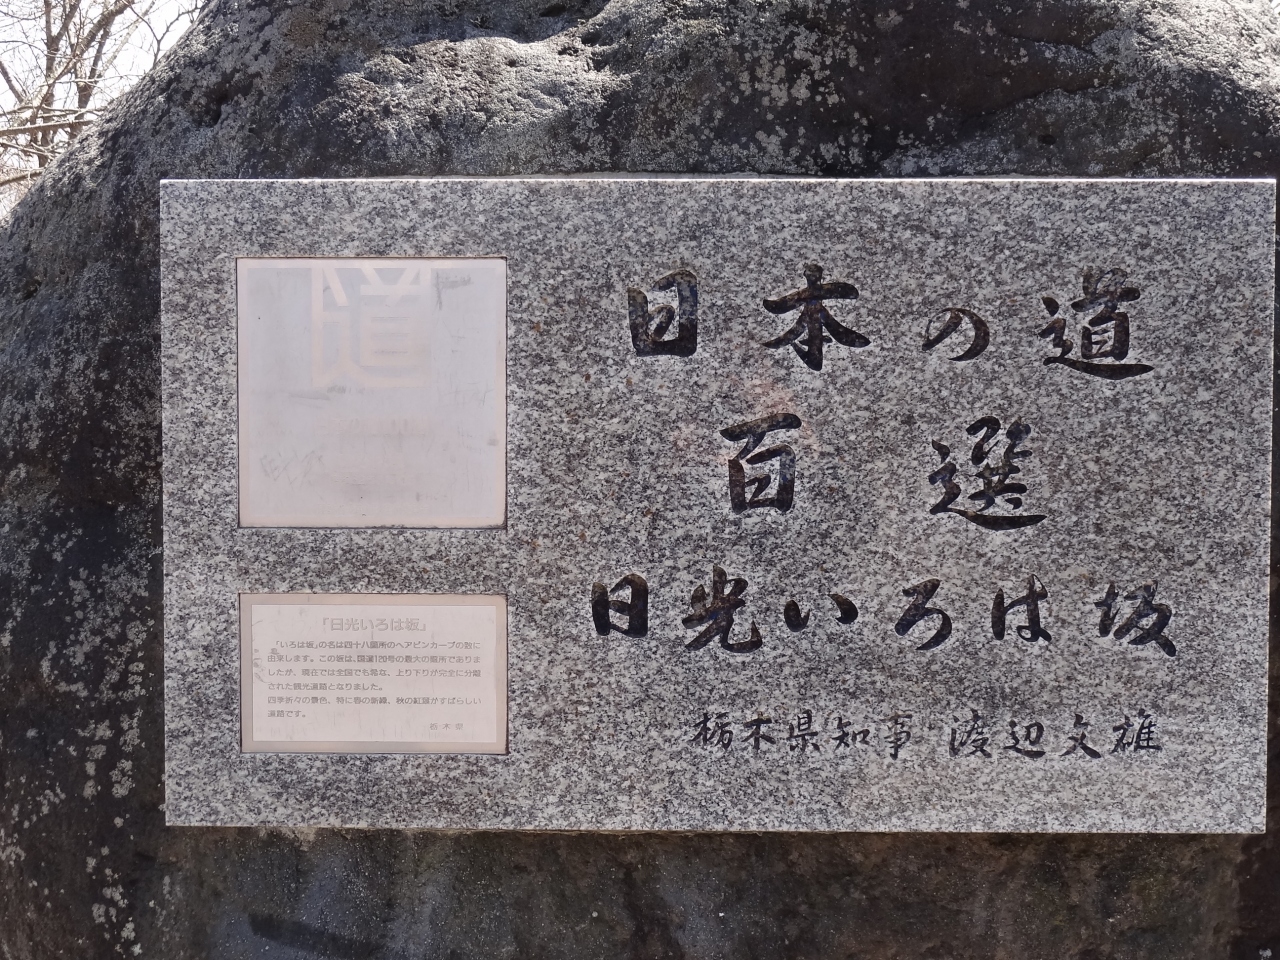 道
日本の道
百選
日光いろは坂
栃木県知事 渡辺文雄
「日光いろは坂」
「いろは坂」の名は四十八箇所のヘアピンカーブの数に
由来します。この坂は、国道120号の最大の難所でありま
したが、現在では全国でも稀な、上り下りが完全に分離
された観光道路となりました。
四季折々の景色、特に春の新緑、秋の紅葉がすばらしい
道路です。
栃木県